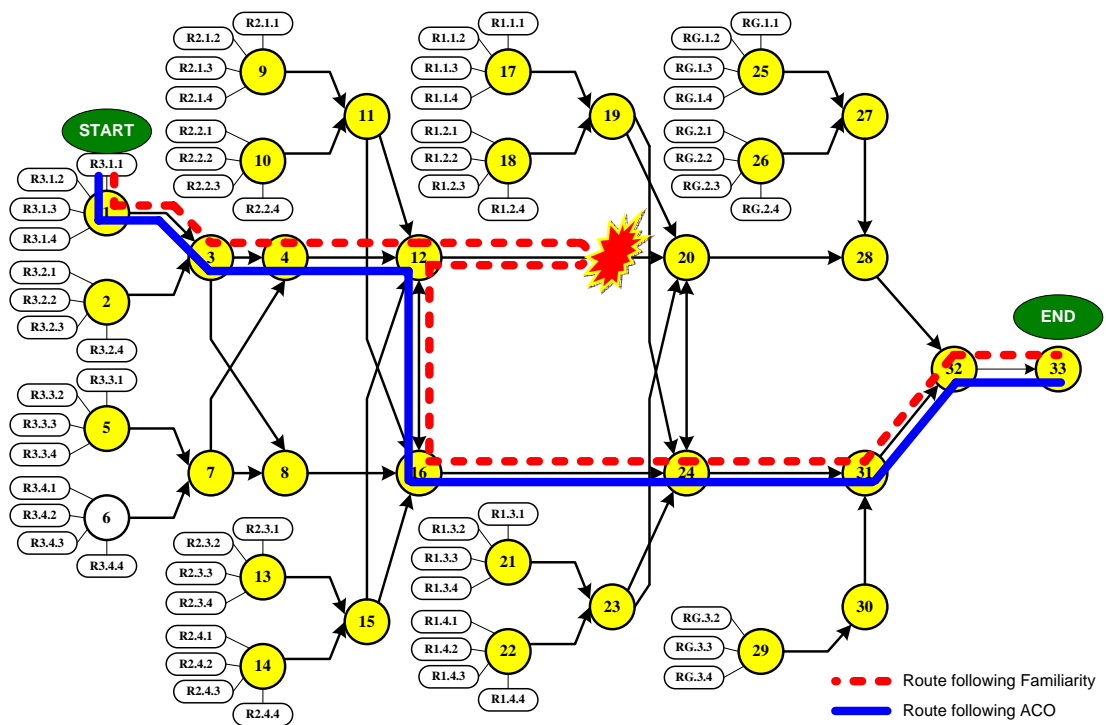 R2.1.1
R2.1.2
R2.1.3
R2.1.4
9
R1.1.1
R1.1.2
R1.1.3
R1.1.4
17
RG.1.1
RG.1.2
RG.1.3
RG.1.4
25
11
19
27
START
R2.2.1
R2.2.2
R2.2.3
R2.2.4
10
R1.2.1
R1.2.2
R1.2.3
R1.2.4
18
RG.2.1
RG.2.2
RG.2.3
RG.2.4
26
R3.1.1
R3.1.2
R3.1.3
R3.1.4
1
3
4
12
20
28
R3.2.1
R3.2.2
R3.2.3
R3.2.4
2
END
32
33
R3.3.1
R3.3.2
R3.3.3
R3.3.4
5
7
8
16
24
31
R3.4.1
R3.4.2
R3.4.3
R3.4.4
6
R2.3.1
R2.3.2
R2.3.3
R2.3.4
13
R1.3.1
R1.3.2
R1.3.3
R1.3.4
21
15
23
30
R2.4.1
R2.4.2
R2.4.3
R2.4.4
14
R1.4.1
R1.4.2
R1.4.3
R1.4.4
22
RG.3.2
RG.3.3
RG.3.4
29
Route following Familiarity
Route following ACO